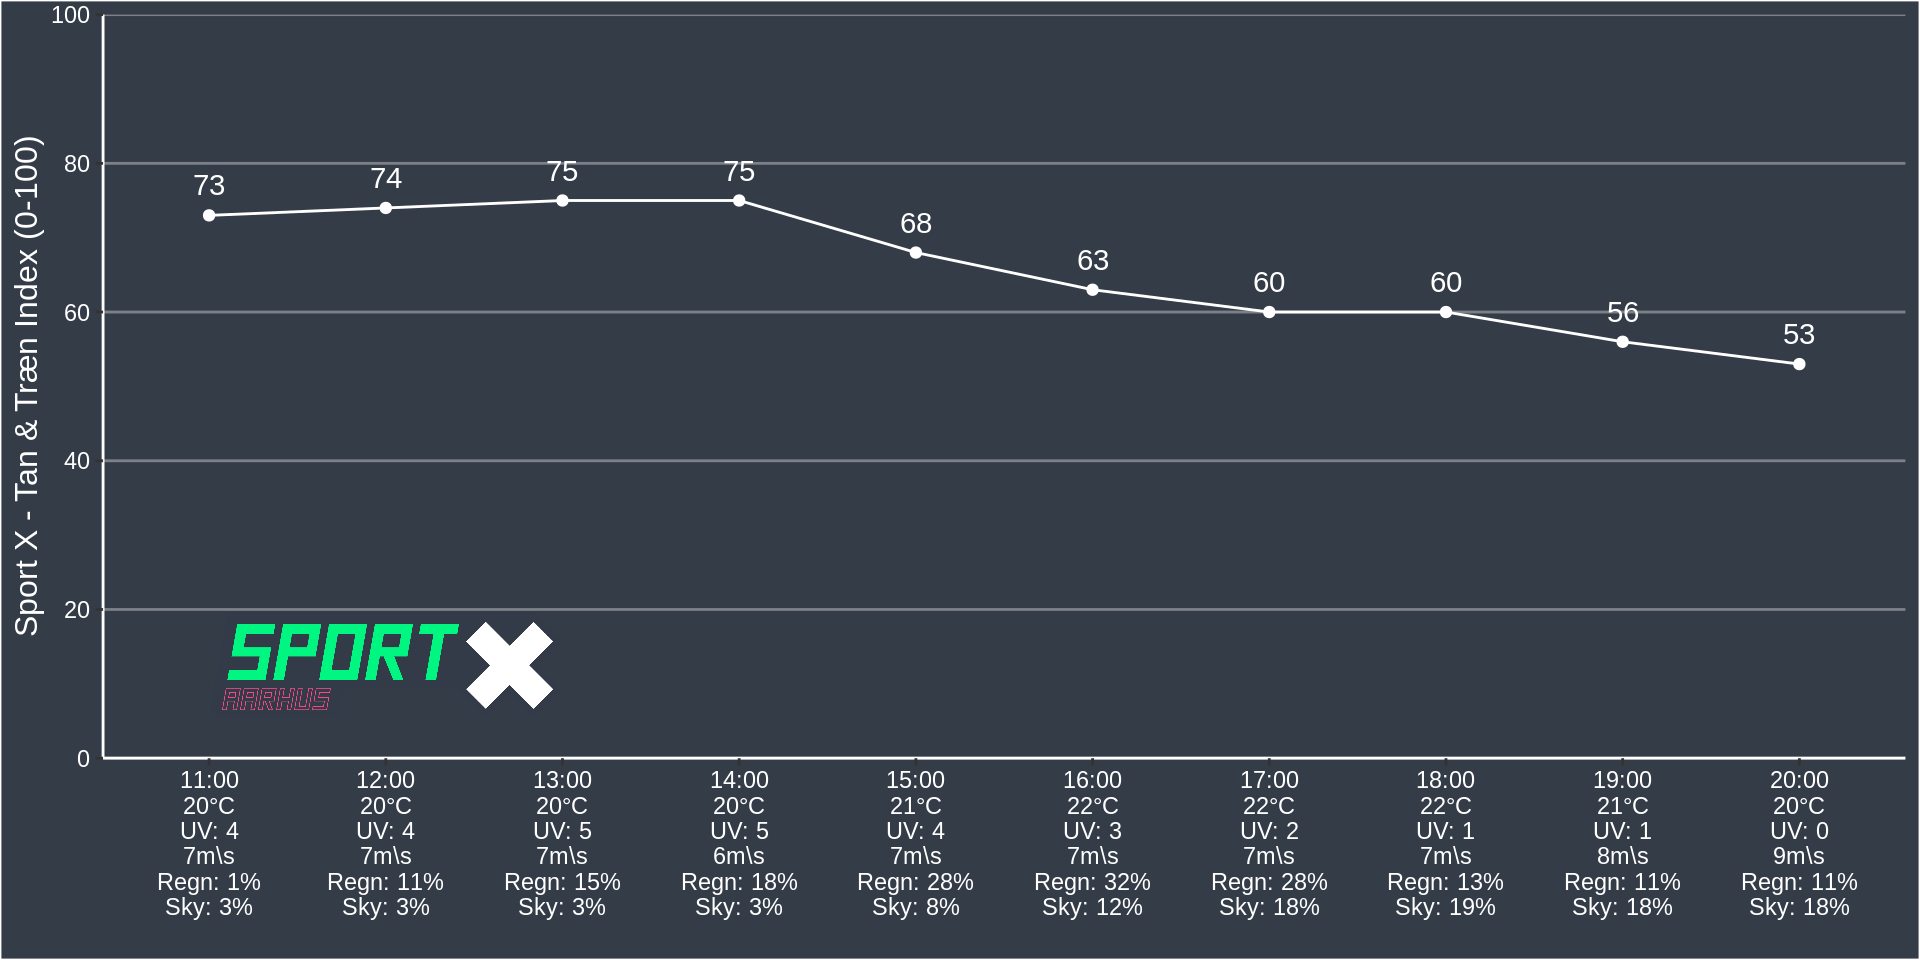 Sport X - Tan & Træn Index (0-100)
100
80
60
40
20
0
73
74
75
75
68
63
60
60
56
53
SPORT X
AARHUS
11:00
20°C
UV: 4
7m\s
Regn: 1%
Sky: 3%
12:00
20°C
UV: 4
7m\s
Regn: 11%
Sky: 3%
13:00
20°C
UV: 5
7m\s
Regn: 15%
Sky: 3%
14:00
20°C
UV: 5
6m\s
Regn: 18%
Sky: 3%
15:00
21°C
UV: 4
7m\s
Regn: 28%
Sky: 8%
16:00
22°C
UV: 3
7m\s
Regn: 32%
Sky: 12%
17:00
22°C
UV: 2
7m\s
Regn: 28%
Sky: 18%
18:00
22°C
UV: 1
7m\s
Regn: 13%
Sky: 19%
19:00
21°C
UV: 1
8m\s
Regn: 11%
Sky: 18%
20:00
20°C
UV: 0
9m\s
Regn: 11%
Sky: 18%